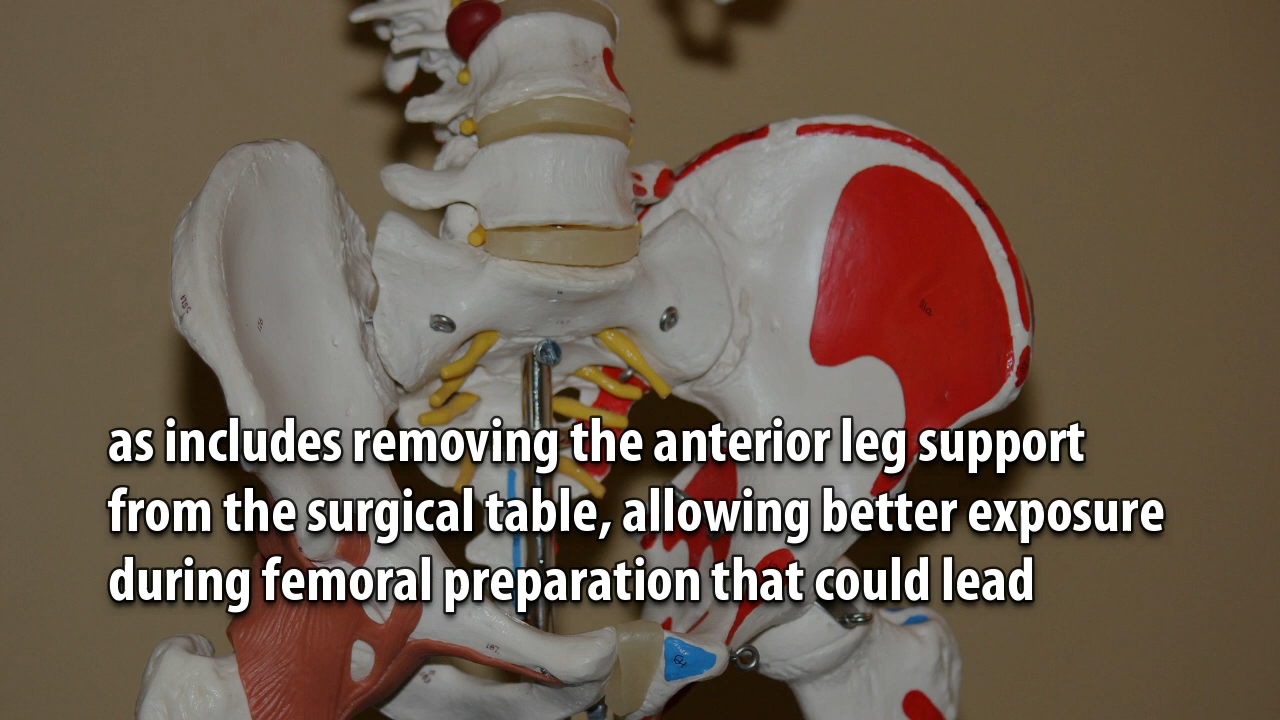 as includes removing the anterior leg support
from the surgical table, allowing better exposure
during femoral preparation that could lead